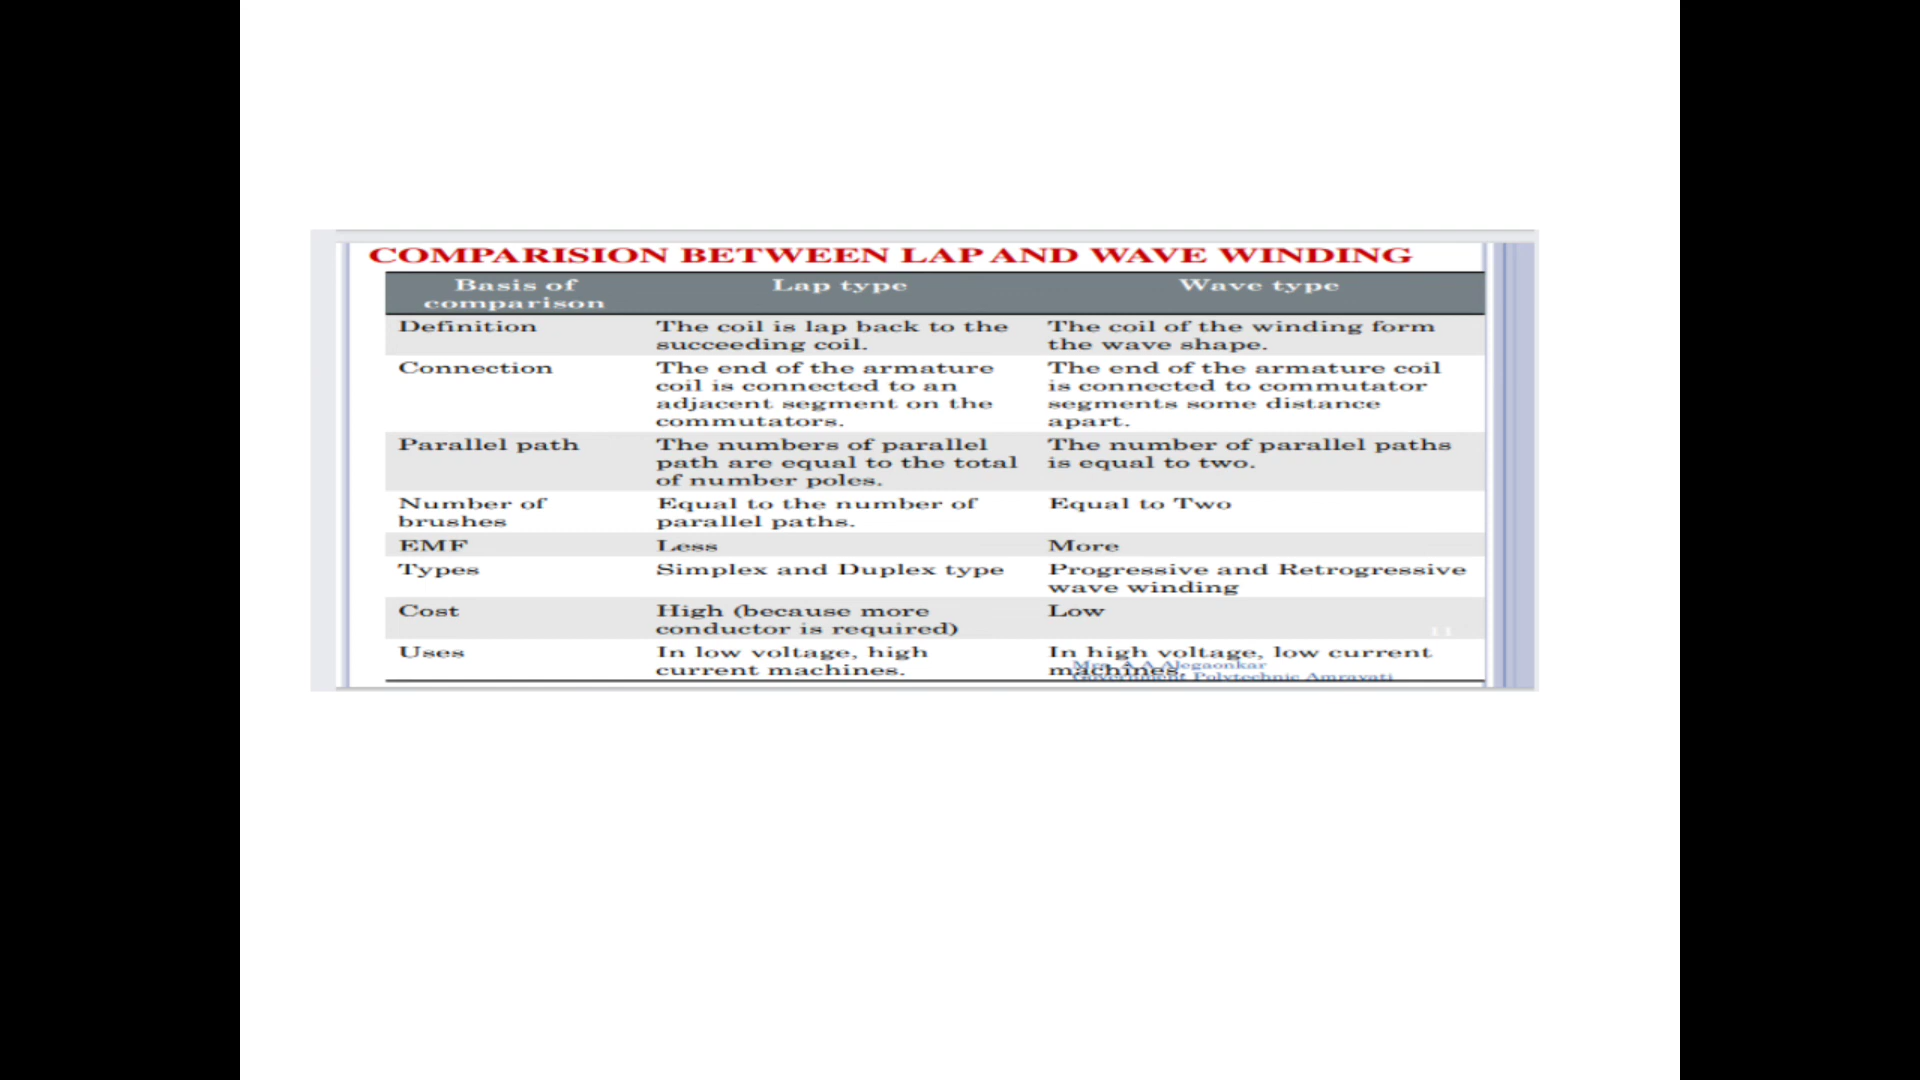 COMPARISION BETWEEN LAP AND WAVE WINDING
Basis of comparison Lap type Wave type
Definition The coil is lap back to the succeeding coil. The coil of the winding form the wave shape.
Connection The end of the armature coil is connected to an adjacent segment on the commutators. The end of the armature coil is connected to commutator segments some distance apart.
Parallel path The numbers of parallel path are equal to the total of number poles. The number of parallel paths is equal to two.
Number of brushes Equal to the number of parallel paths. Equal to Two
EMF Less More
Types Simplex and Duplex type Progressive and Retrogressive wave winding
Cost High (because more conductor is required) Low
11
Uses In low voltage, high current machines. In high voltage, low current machines.
Mrs. A A Alegaonkar
Government Polytechnic Amravati